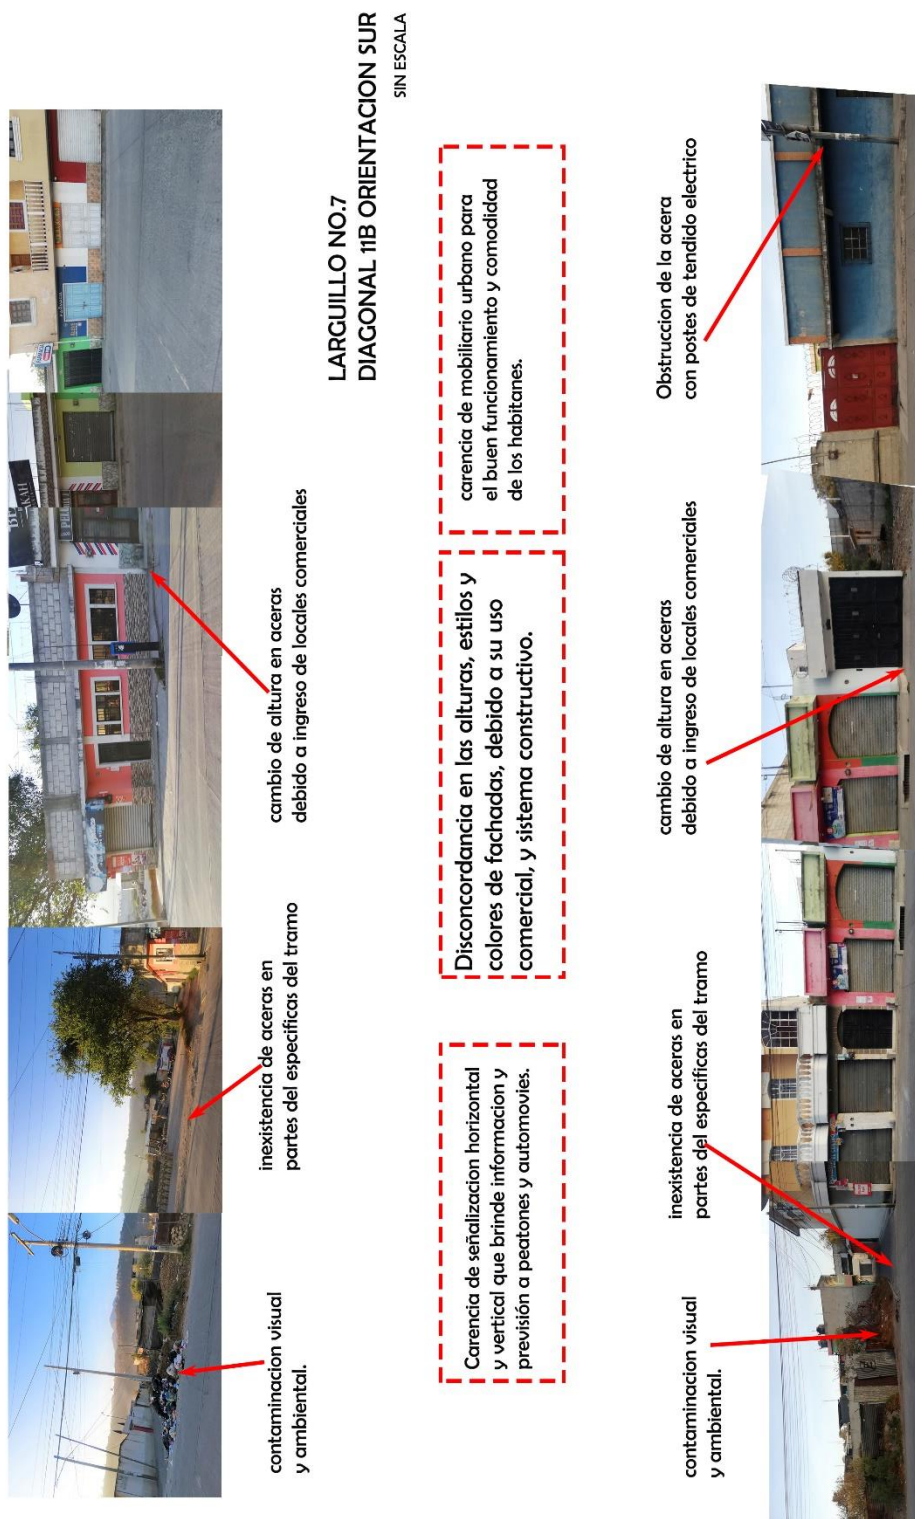 LARGUILLO NO.7
DIAGONAL 11B ORIENTACION SUR
SIN ESCALA
contaminacion visual
y ambiental.
inexistencia de aceras en
partes del especificas del tramo
cambio de altura en aceras
debido a ingreso de locales comerciales
Carencia de señalizacion horizontal
y vertical que brinde informacion y
previsión a peatones y automovies.
Disconcordancia en las alturas, estilos y
colores de fachadas, debido a su uso
comercial, y sistema constructivo.
carencia de mobiliario urbano para
el buen funcionamiento y comodidad
de los habitanes.
contaminacion visual
y ambiental.
inexistencia de aceras en
partes del especificas del tramo
cambio de altura en aceras
debido a ingreso de locales comerciales
Obstruccion de la acera
con postes de tendido electrico